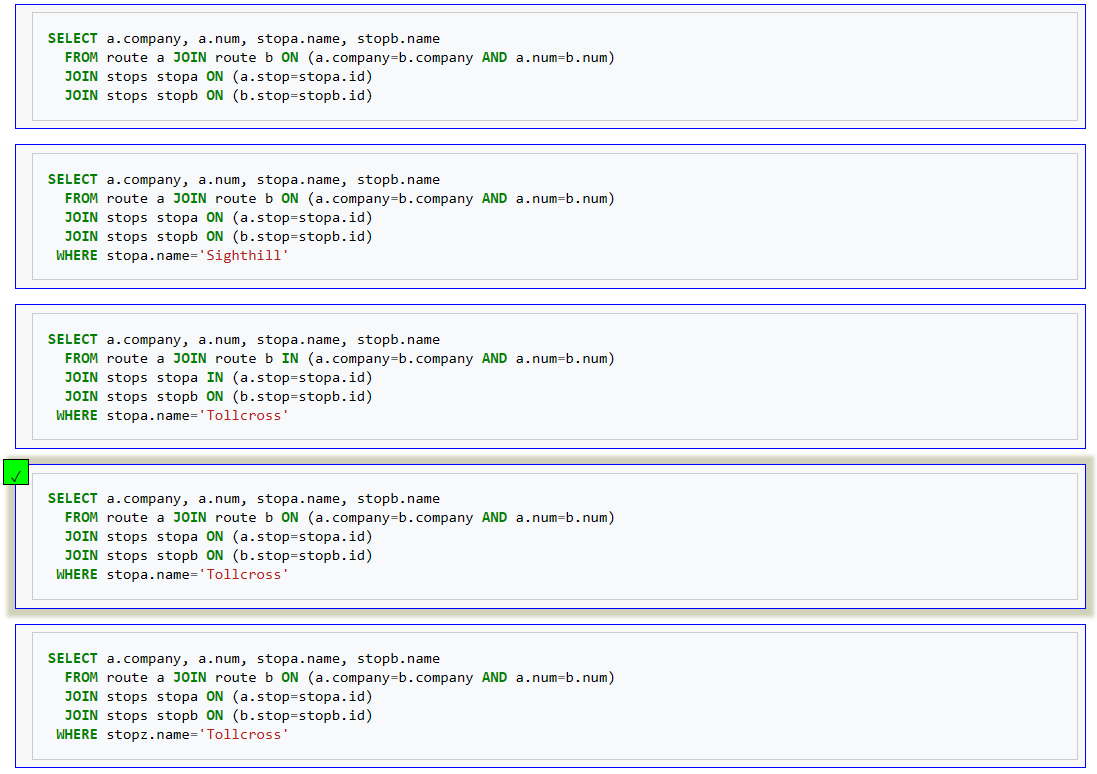 SELECT a.company, a.num, stopa.name, stopb.name
FROM route a JOIN route b ON (a.company=b.company AND a.num=b.num)
JOIN stops stopa ON (a.stop=stopa.id)
JOIN stops stopb ON (b.stop=stopb.id)
SELECT a.company, a.num, stopa.name, stopb.name
FROM route a JOIN route b ON (a.company=b.company AND a.num=b.num)
JOIN stops stopa ON (a.stop=stopa.id)
JOIN stops stopb ON (b.stop=stopb.id)
WHERE stopa.name='Sighthill'
SELECT a.company, a.num, stopa.name, stopb.name
FROM route a JOIN route b IN (a.company=b.company AND a.num=b.num)
JOIN stops stopa IN (a.stop=stopa.id)
JOIN stops stopb ON (b.stop=stopb.id)
WHERE stopa.name='Tollcross'
✓
SELECT a.company, a.num, stopa.name, stopb.name
FROM route a JOIN route b ON (a.company=b.company AND a.num=b.num)
JOIN stops stopa ON (a.stop=stopa.id)
JOIN stops stopb ON (b.stop=stopb.id)
WHERE stopa.name='Tollcross'
SELECT a.company, a.num, stopa.name, stopb.name
FROM route a JOIN route b ON (a.company=b.company AND a.num=b.num)
JOIN stops stopa ON (a.stop=stopa.id)
JOIN stops stopb ON (b.stop=stopb.id)
WHERE stopz.name='Tollcross'